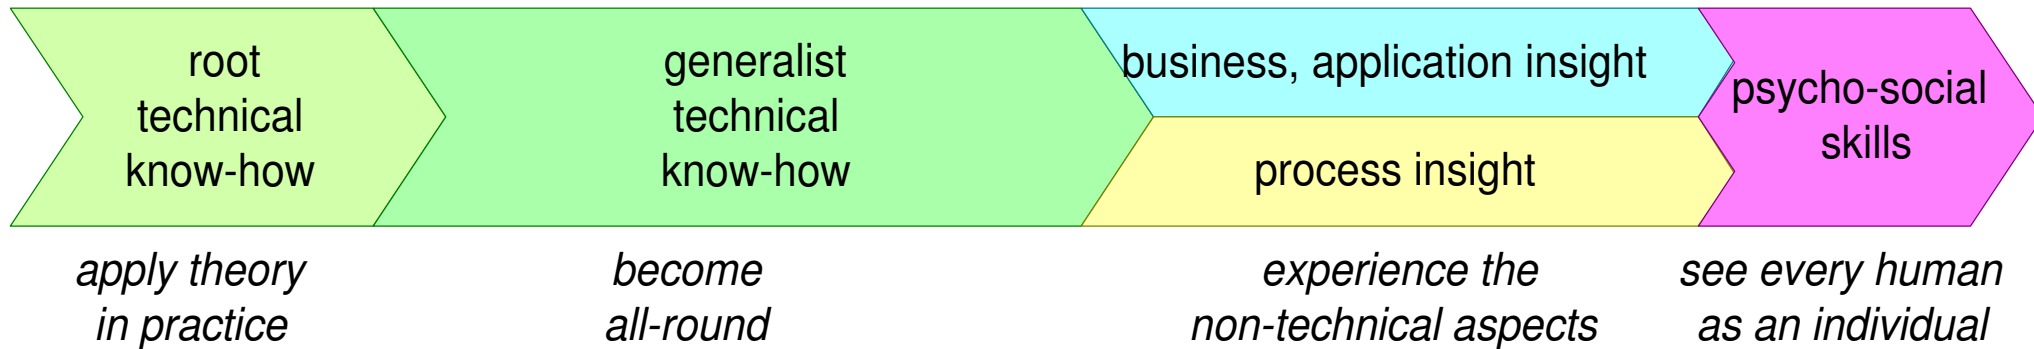 root
technical
know-how
generalist
technical
know-how
business, application insight
process insight
psycho-social
skills
apply theory
in practice
become
all-round
experience the
non-technical aspects
see every human
as an individual